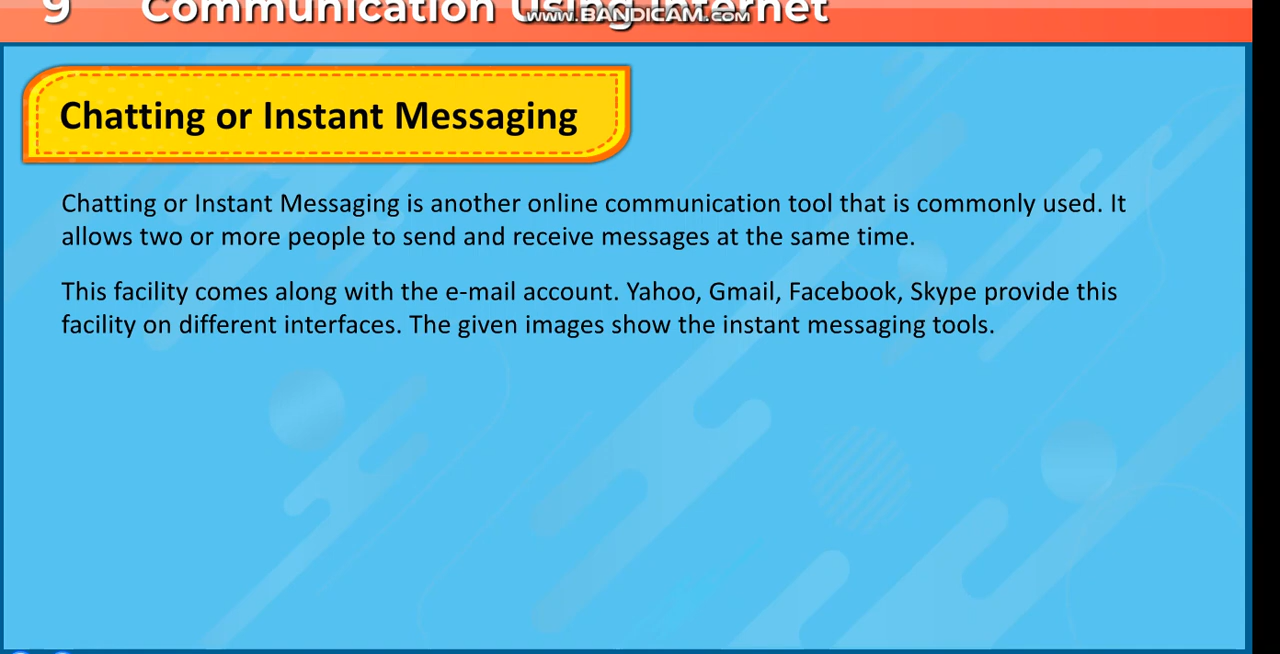 9 Communication Using Internet
www.BANDICAM.com
Chatting or Instant Messaging
Chatting or Instant Messaging is another online communication tool that is commonly used. It
allows two or more people to send and receive messages at the same time.
This facility comes along with the e-mail account. Yahoo, Gmail, Facebook, Skype provide this
facility on different interfaces. The given images show the instant messaging tools.